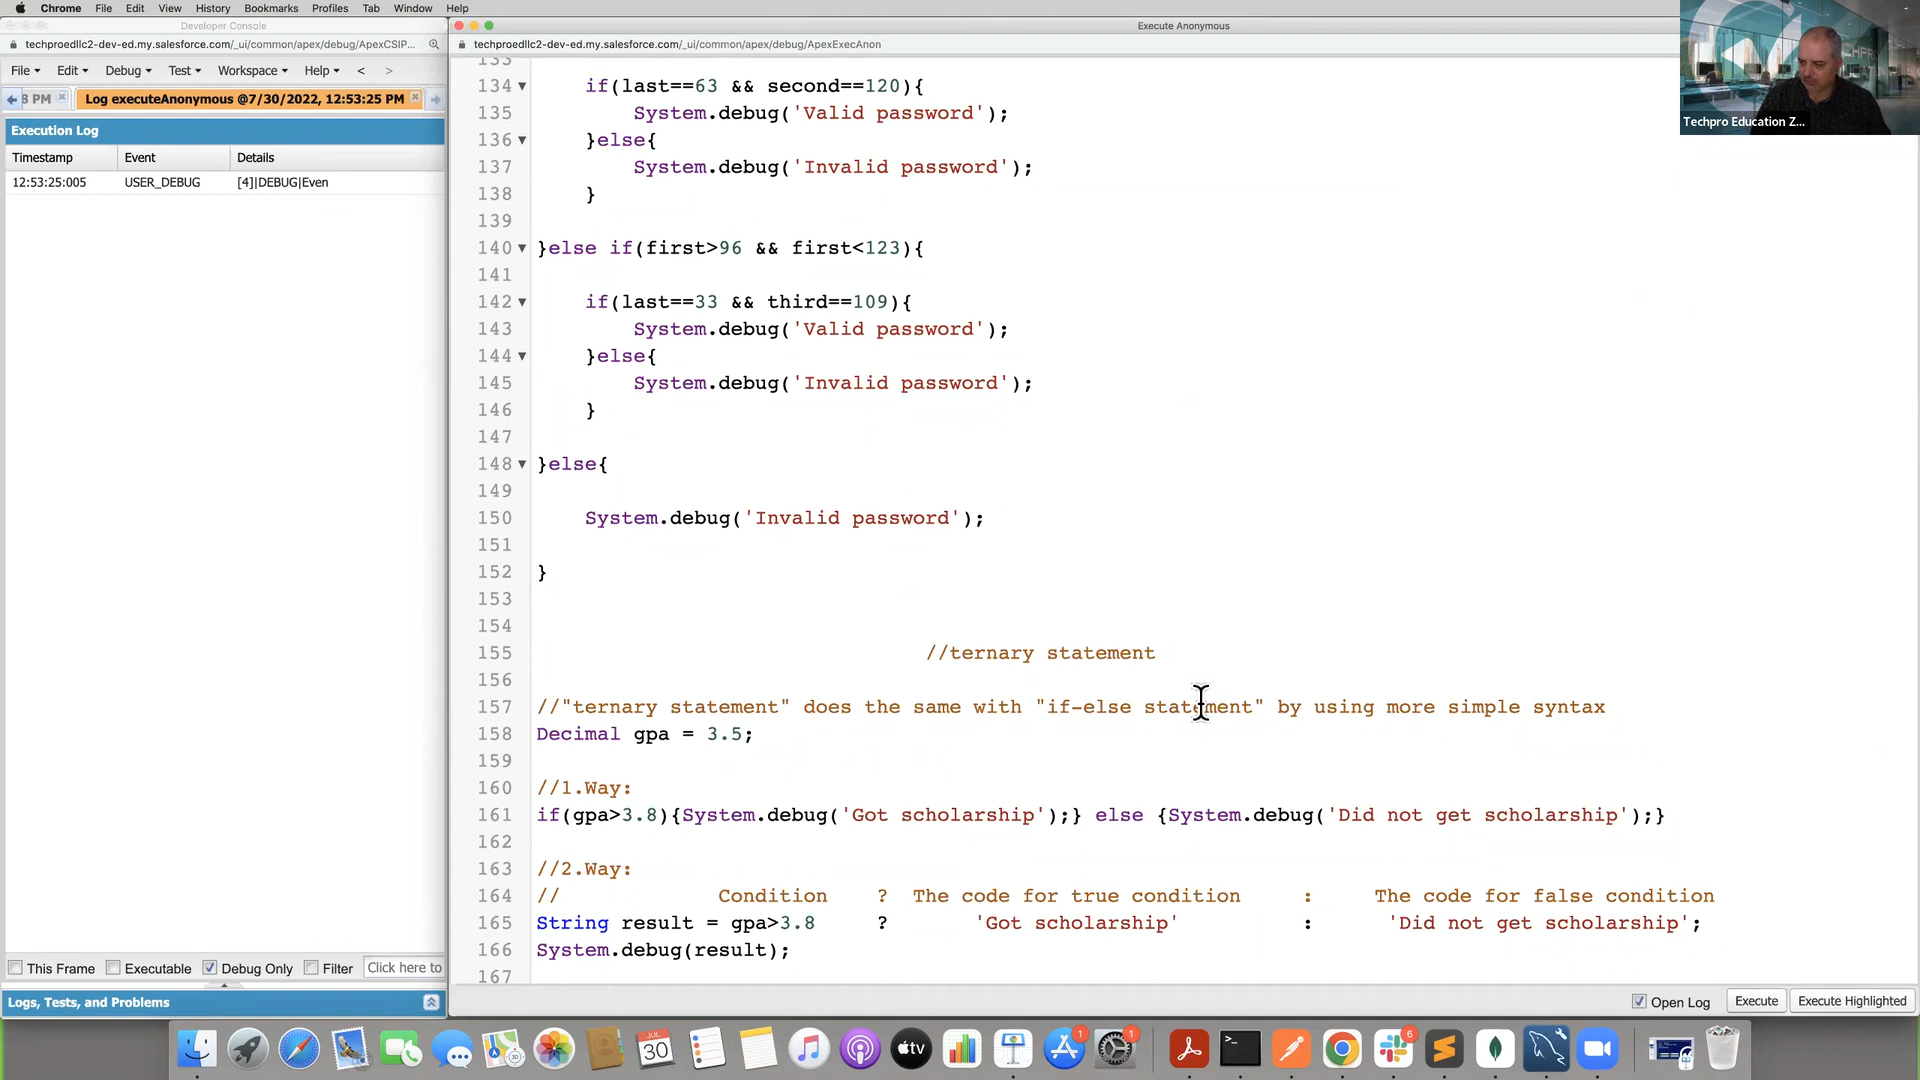 Chrome File Edit View History Bookmarks Profiles Tab Window Help
Developer Console
Execute Anonymous
techproedllc2-dev-ed.my.salesforce.com/_ui/common/apex/debug/ApexCSIP...
techproedllc2-dev-ed.my.salesforce.com/_ui/common/apex/debug/ApexExecAnon
File Edit Debug Test Workspace Help < >
8 PM
Log executeAnonymous @7/30/2022, 12:53:25 PM
Execution Log
Timestamp Event Details
12:53:25:005 USER_DEBUG [4]|DEBUG|Even
Techpro Education Z...
133
134 if(last==63 && second==120){
135 System.debug('Valid password');
136 }else{
137 System.debug('Invalid password');
138 }
139
140 }else if(first>96 && first<123){
141
142 if(last==33 && third==109){
143 System.debug('Valid password');
144 }else{
145 System.debug('Invalid password');
146 }
147
148 }else{
149
150 System.debug('Invalid password');
151
152 }
153
154
155 //ternary statement
156
157 //"ternary statement" does the same with "if-else statement" by using more simple syntax
158 Decimal gpa = 3.5;
159
160 //1.Way:
161 if(gpa>3.8){System.debug('Got scholarship');} else {System.debug('Did not get scholarship');}
162
163 //2.Way:
164 // Condition ? The code for true condition : The code for false condition
165 String result = gpa>3.8 ? 'Got scholarship' : 'Did not get scholarship';
166 System.debug(result);
167
This Frame Executable Debug Only Filter Click here to
Logs, Tests, and Problems
Open Log Execute Execute Highlighted
JUL
30
tv
1
1
6